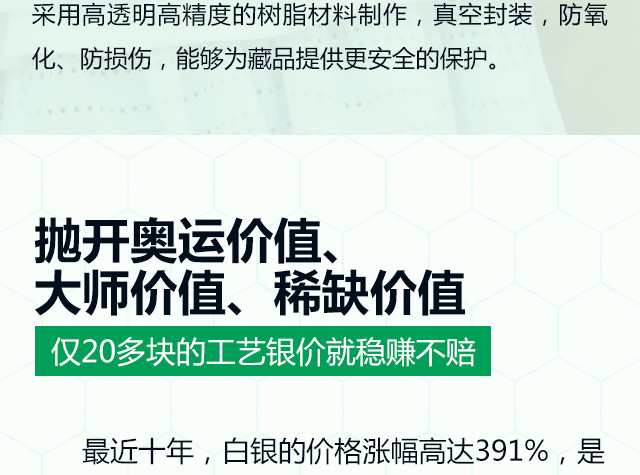 采用高透明高精度的树脂材料制作，真空封装，防氧
化、防损伤，能够为藏品提供更安全的保护。
抛开奥运价值、
大师价值、稀缺价值
仅20多块的工艺银价就稳赚不赔
最近十年，白银的价格涨幅高达391%，是